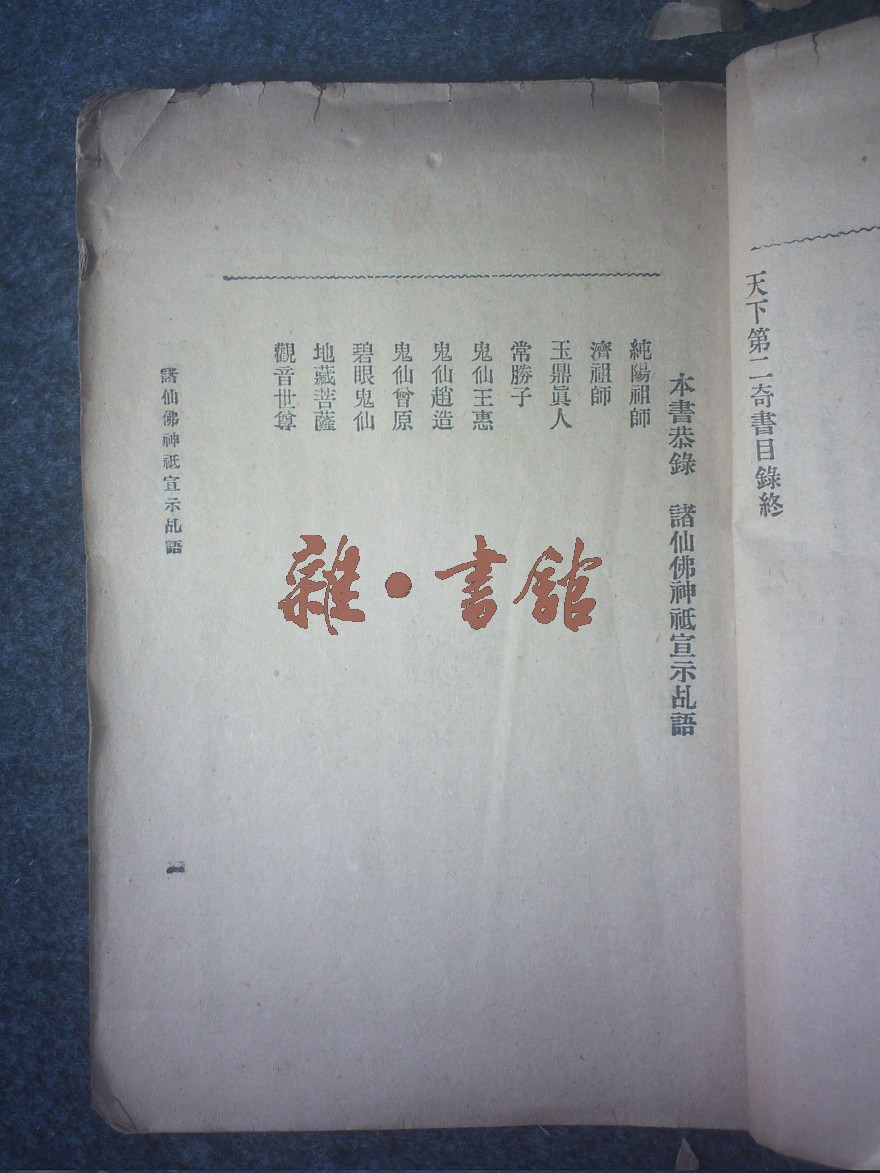 天下第二奇書目錄終
本書恭錄　諸仙佛神祇宣示乩語
純陽祖師
濟祖師
玉鼎眞人
常勝子
鬼仙王惠
鬼仙趙造
鬼仙曾原
碧眼鬼仙
地藏菩薩
觀音世尊
諸仙佛神祇宣示乩語
雜·書館